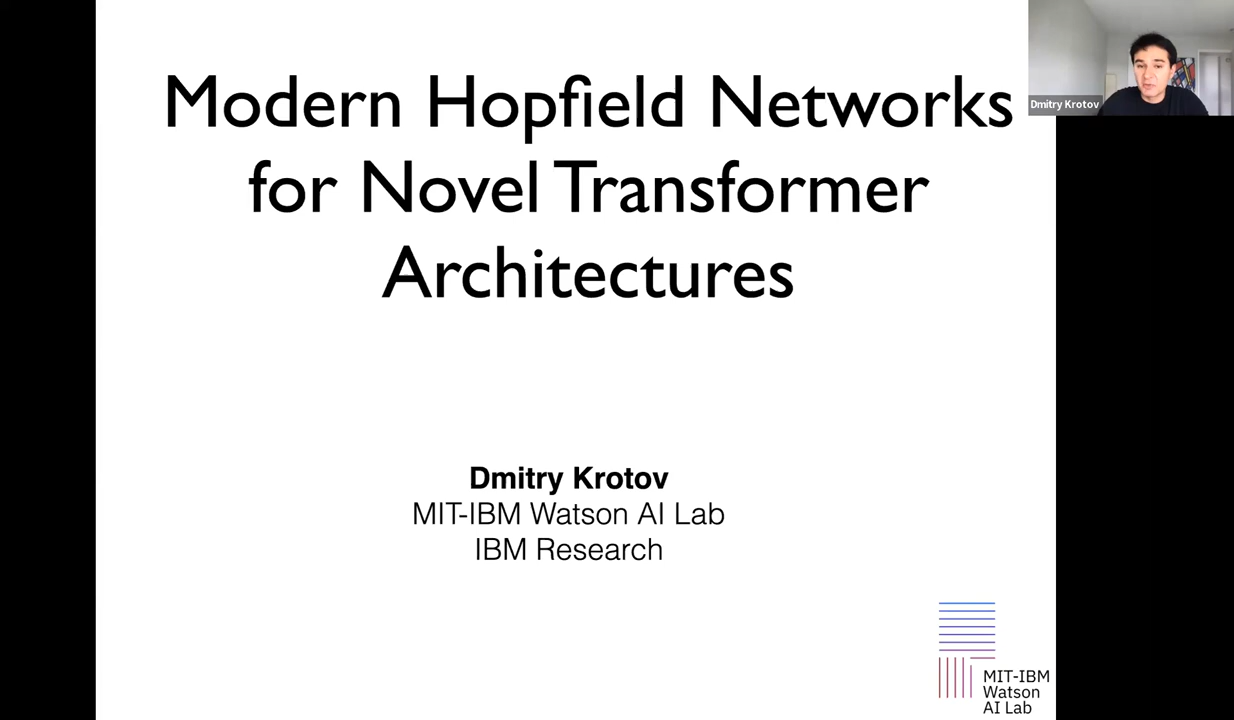 Modern Hopfield Networks
for Novel Transformer
Architectures
Dmitry Krotov
Dmitry Krotov
MIT-IBM Watson AI Lab
IBM Research
MIT-IBM
Watson
AI Lab